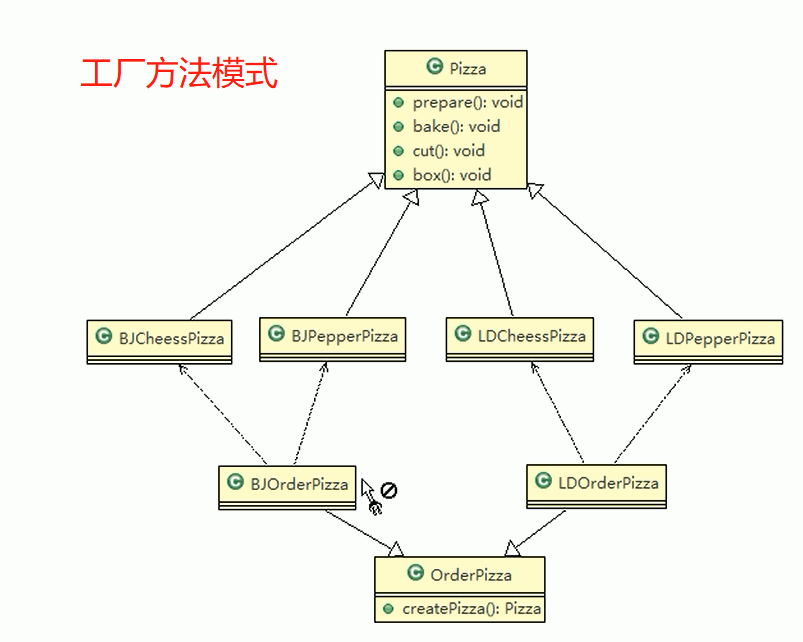 工厂方法模式
C Pizza
prepare(): void
bake(): void
cut(): void
box(): void
C BJCheessPizza
C BJPepperPizza
C LDCheessPizza
C LDPepperPizza
C BJOrderPizza
C LDOrderPizza
C OrderPizza
createPizza(): Pizza